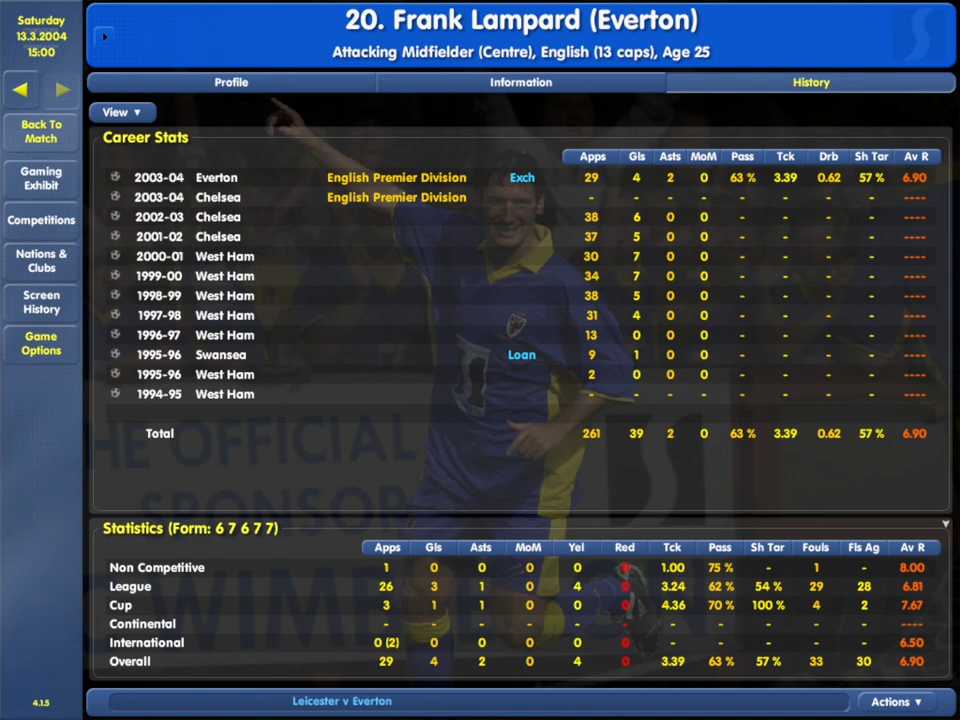 Saturday
13.3.2004
15:00
Back To
Match
Gaming
Exhibit
Competitions
Nations &
Clubs
Screen
History
Game
Options
4.1.5
20. Frank Lampard (Everton)
Attacking Midfielder (Centre), English (13 caps), Age 25
Profile Information History
View ▼
Career Stats
Apps Gls Asts MoM Pass Tck Drb Sh Tar Av R
2003-04 Everton English Premier Division Exch 29 4 2 0 63 % 3.39 0.62 57 % 6.90
2003-04 Chelsea English Premier Division - - - - - - - - ----
2002-03 Chelsea 38 6 0 0 - - - - ----
2001-02 Chelsea 37 5 0 0 - - - - ----
2000-01 West Ham 30 7 0 0 - - - - ----
1999-00 West Ham 34 7 0 0 - - - - ----
1998-99 West Ham 38 5 0 0 - - - - ----
1997-98 West Ham 31 4 0 0 - - - - ----
1996-97 West Ham 13 0 0 0 - - - - ----
1995-96 Swansea Loan 9 1 0 0 - - - - ----
1995-96 West Ham 2 0 0 0 - - - - ----
1994-95 West Ham - - - - - - - - ----
Total 261 39 2 0 63 % 3.39 0.62 57 % 6.90
HE OFFICIAL
SPONSOR
Statistics (Form: 6 7 6 7 7)
Apps Gls Asts MoM Yel Red Tck Pass Sh Tar Fouls Fls Ag Av R
Non Competitive 1 0 0 0 0 0 1.00 75 % - 1 - 8.00
League 26 3 1 0 4 0 3.24 62 % 54 % 29 28 6.81
Cup 3 1 1 0 0 0 4.36 70 % 100 % 4 2 7.67
Continental - - - - - - - - - - - ----
International 0 (2) 0 0 0 0 0 - - - - - 6.50
Overall 29 4 2 0 4 0 3.39 63 % 57 % 33 30 6.90
Leicester v Everton
Actions ▼